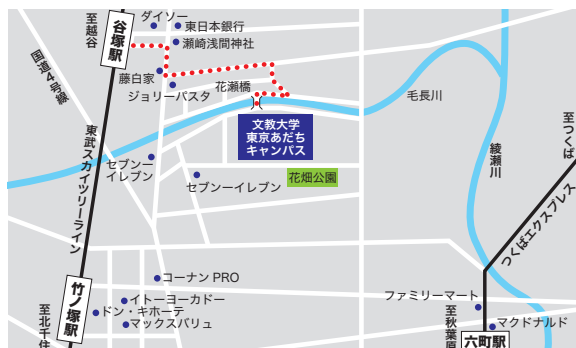 至越谷
谷塚駅
ダイソー
東日本銀行
瀬崎浅間神社
国道4号線
藤白家
ジョリーパスタ
花瀬橋
毛長川
至つくば
文教大学
東京あだち
キャンパス
綾瀬川
東武スカイツリーライン
セブンー
イレブン
セブンーイレブン
花畑公園
つくばエクスプレス
コーナン PRO
竹ノ塚駅
イトーヨーカドー
ドン・キホーテ
マックスバリュ
ファミリーマート
至北千住
至秋葉原
マクドナルド
六町駅